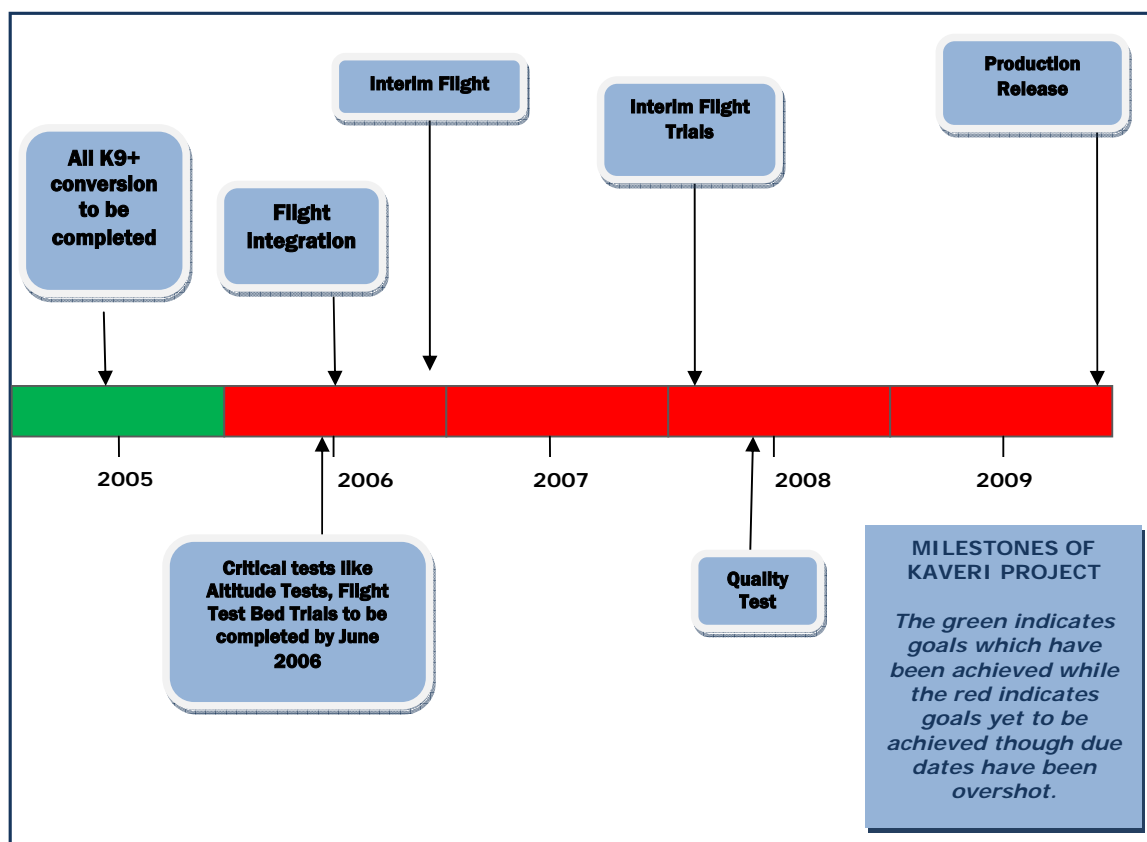 Interim Flight
Production
Release
Interim Flight
Trials
All K9+
conversion
to be
completed
Flight
Integration
2005
2006
2007
2008
2009
Critical tests like
Altitude Tests, Flight
Test Bed Trials to be
completed by June
2006
Quality
Test
MILESTONES OF
KAVERI PROJECT
The green indicates
goals which have
been achieved while
the red indicates
goals yet to be
achieved though due
dates have been
overshot.